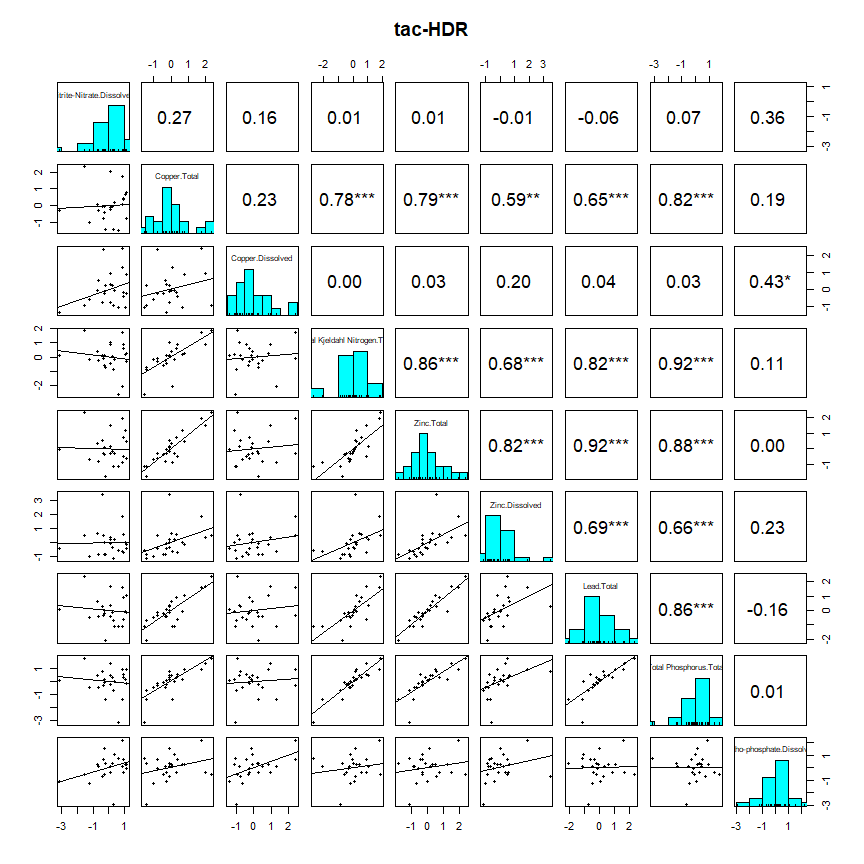 tac-HDR
-1 0 1 2
-2 0 1 2
-1 0 1 2 3
-3 -1 1
trite-Nitrate.Dissolve
0.27
0.16
0.01
0.01
-0.01
-0.06
0.07
0.36
-3 -1 1
-1 0 1 2
Copper.Total
0.23
0.78***
0.79***
0.59**
0.65***
0.82***
0.19
Copper.Dissolved
0.00
0.03
0.20
0.04
0.03
0.43*
-1 0 1 2
-2 0 1 2
al Kjeldahl Nitrogen.T
0.86***
0.68***
0.82***
0.92***
0.11
Zinc.Total
0.82***
0.92***
0.88***
0.00
-1 1 2
-1 0 1 2 3
Zinc.Dissolved
0.69***
0.66***
0.23
Lead.Total
0.86***
-0.16
-2 0 1 2
-3 -1 1
Total Phosphorus.Tota
0.01
ho-phosphate.Dissolv
-3 -1 1
-3 -1 1
-1 0 1 2
-1 0 1 2
-2 0 1 2
-3 -1 1